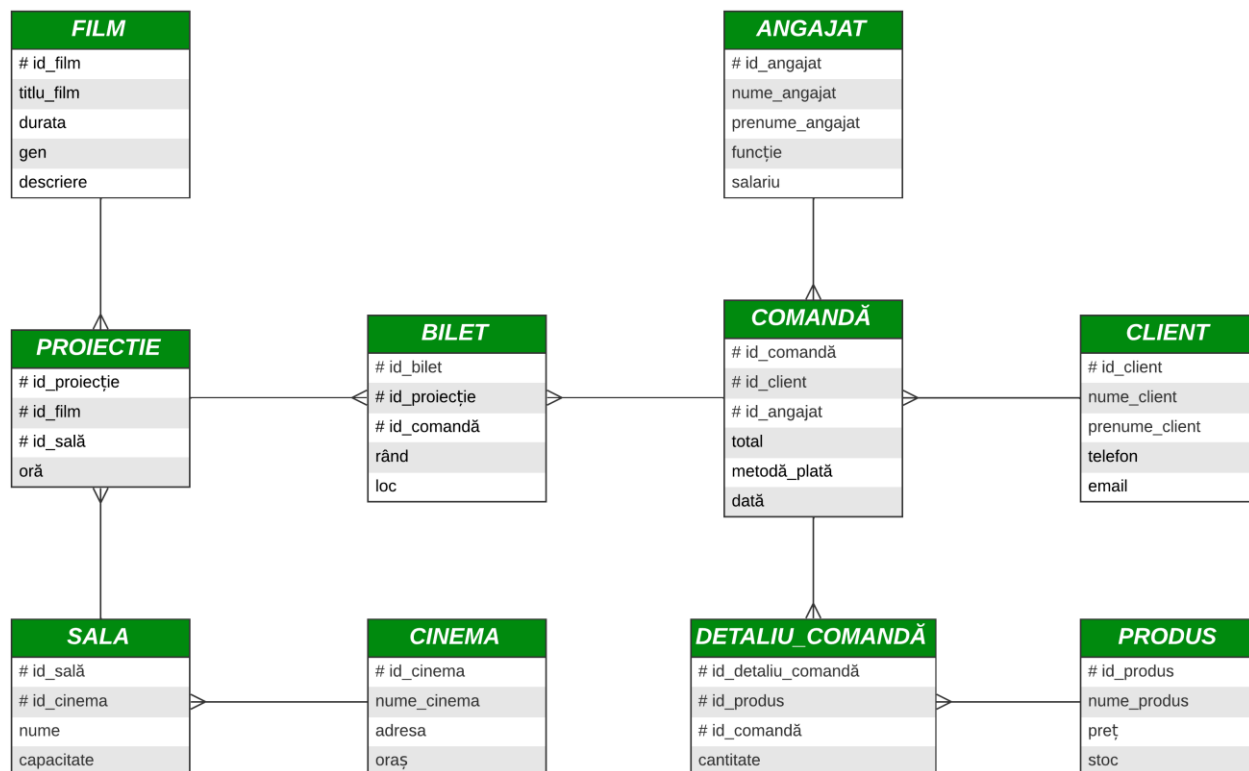 FILM
# id_film
titlu_film
durata
gen
descriere
ANGAJAT
# id_angajat
nume_angajat
prenume_angajat
funcție
salariu
PROIECTIE
# id_proiecție
# id_film
# id_sală
oră
BILET
# id_bilet
# id_proiecție
# id_comandă
rând
loc
COMANDĂ
# id_comandă
# id_client
# id_angajat
total
metodă_plată
dată
CLIENT
# id_client
nume_client
prenume_client
telefon
email
SALA
# id_sală
# id_cinema
nume
capacitate
CINEMA
# id_cinema
nume_cinema
adresa
oraș
DETALIU_COMANDĂ
# id_detaliu_comandă
# id_produs
# id_comandă
cantitate
PRODUS
# id_produs
nume_produs
preț
stoc